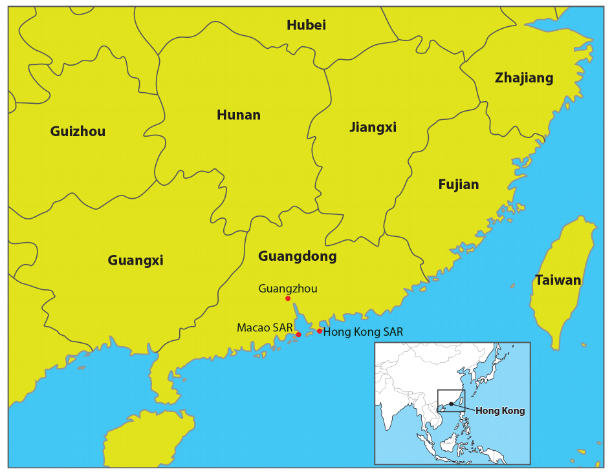 Hubei
Zhajiang
Hunan
Jiangxi
Guizhou
Fujian
Guangxi
Guangdong
Taiwan
Guangzhou
Macao SAR
Hong Kong SAR
Hong Kong